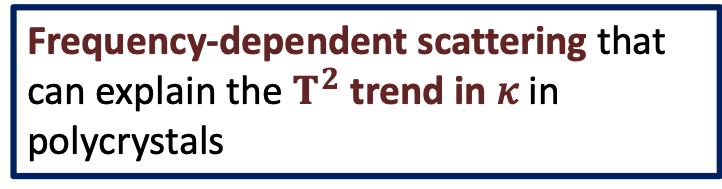 Frequency-dependent scattering that
can explain the T² trend in κ in
polycrystals